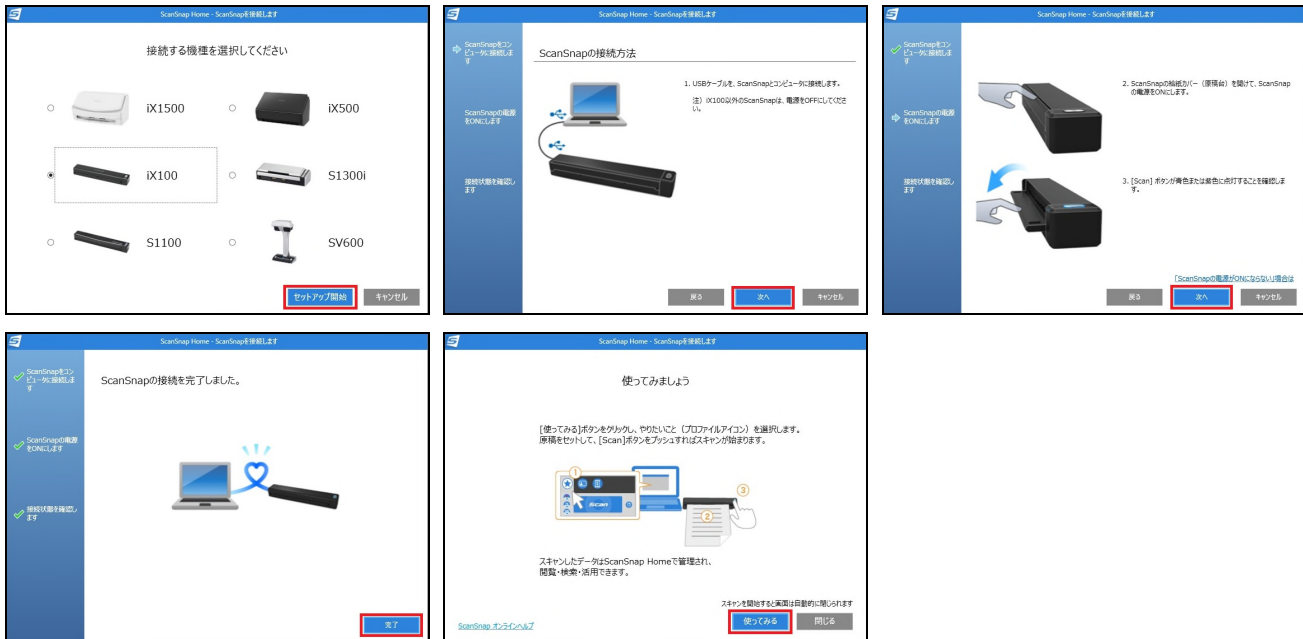 ScanSnap Home - ScanSnapを接続します
接続する機種を選択してください
iX1500
iX500
iX100
S1300i
S1100
SV600
セットアップ開始
キャンセル
ScanSnap Home - ScanSnapを接続します
ScanSnapをコン
ピュータに接続しま
す
ScanSnapの電源
をONにします
接続状態を確認し
ます
ScanSnapの接続方法
1. USBケーブルを、ScanSnapとコンピュータに接続します。
注）iX100以外のScanSnapは、電源をOFFにしてくださ
い。
戻る
次へ
キャンセル
ScanSnap Home - ScanSnapを接続します
ScanSnapをコン
ピュータに接続しま
す
ScanSnapの電源
をONにします
接続状態を確認し
ます
2. ScanSnapの給紙カバー（原稿台）を開けて、ScanSnap
の電源をONにします。
3. [Scan] ボタンが青色または紫色に点灯することを確認しま
す。
「ScanSnapの電源がONにならない」場合は
戻る
次へ
キャンセル
ScanSnap Home - ScanSnapを接続します
ScanSnapをコン
ピュータに接続しま
す
ScanSnapの電源
をONにします
接続状態を確認し
ます
ScanSnapの接続を完了しました。
完了
ScanSnap Home - ScanSnapを接続します
使ってみましょう
[使ってみる]ボタンをクリックし、やりたいこと（プロファイルアイコン）を選択します。
原稿をセットして、[Scan]ボタンをプッシュすればスキャンが始まります。
1
Scan
2
3
スキャンしたデータはScanSnap Homeで管理され、
閲覧・検索・活用できます。
スキャンを開始すると画面は自動的に閉じられます
ScanSnap オンラインヘルプ
使ってみる
閉じる